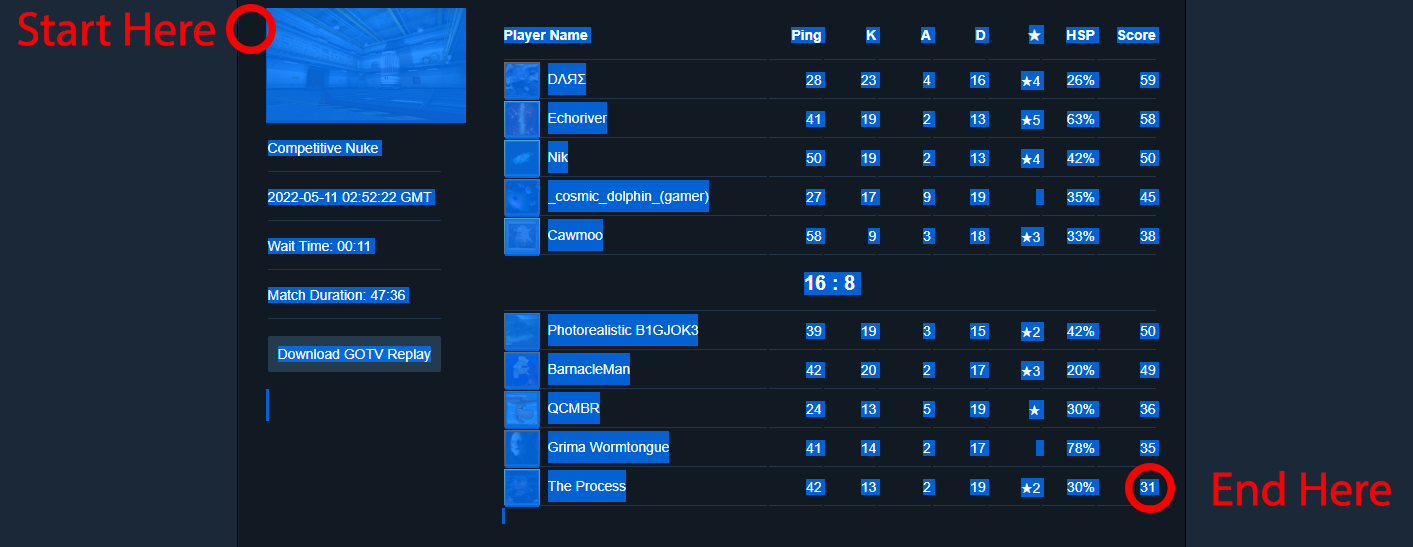 Start Here
Competitive Nuke
2022-05-11 02:52:22 GMT
Wait Time: 00:11
Match Duration: 47:36
Download GOTV Replay
Player Name Ping K A D ★ HSP Score
DΛЯΣ 28 23 4 16 ★4 26% 59
Echoriver 41 19 2 13 ★5 63% 58
Nik 50 19 2 13 ★4 42% 50
_cosmic_dolphin_(gamer) 27 17 9 19 35% 45
Cawmoo 58 9 3 18 ★3 33% 38
16 : 8
Photorealistic B1GJOK3 39 19 3 15 ★2 42% 50
BarnacleMan 42 20 2 17 ★3 20% 49
QCMBR 24 13 5 19 ★ 30% 36
Grima Wormtongue 41 14 2 17 78% 35
The Process 42 13 2 19 ★2 30% 31
End Here